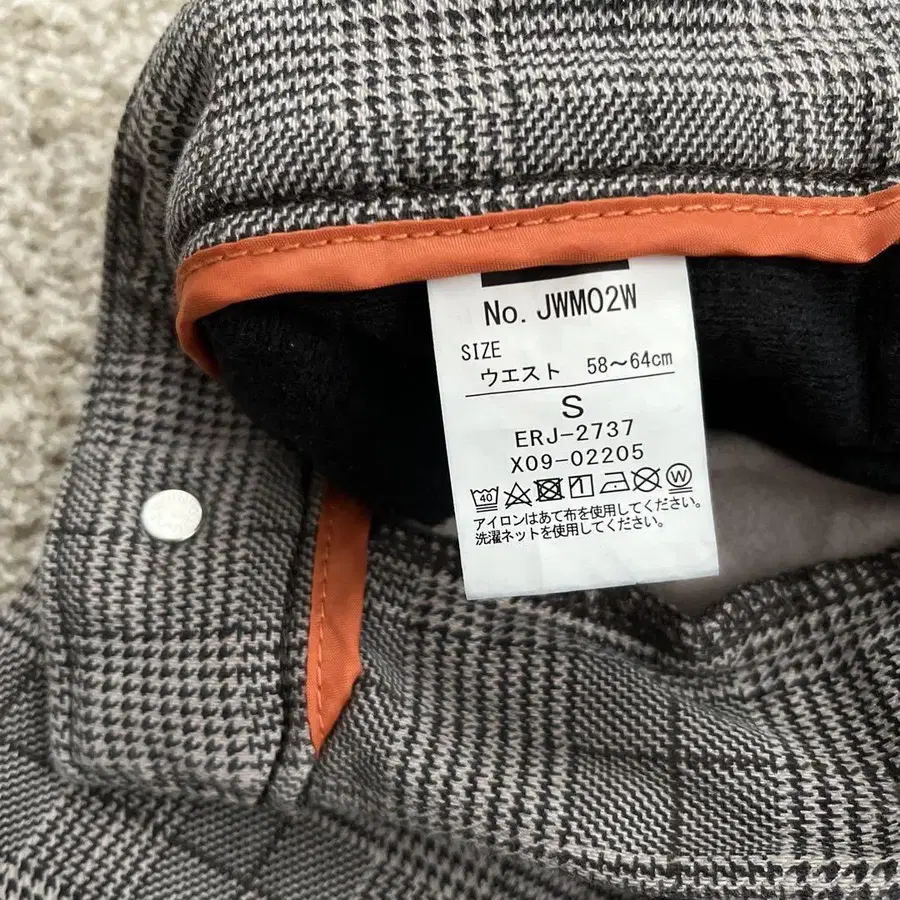 No. JWM02W
SIZE
ウエスト 58～64cm
S
ERJ-2737
X09-02205
40 W
アイロンはあて布を使用してください。
洗濯ネットを使用してください。